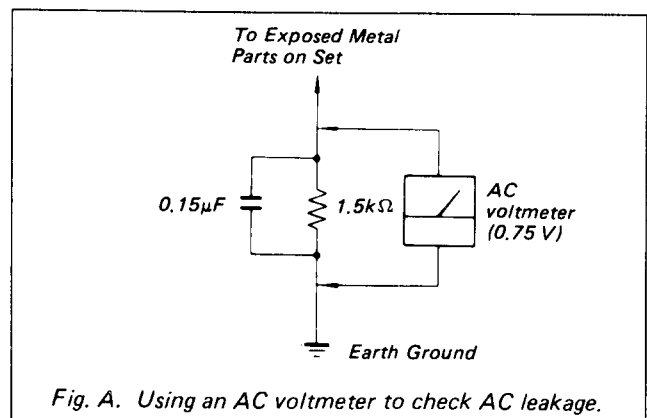 To Exposed Metal
Parts on Set
0.15µF
1.5kΩ
AC
voltmeter
(0.75 V)
Earth Ground
Fig. A. Using an AC voltmeter to check AC leakage.